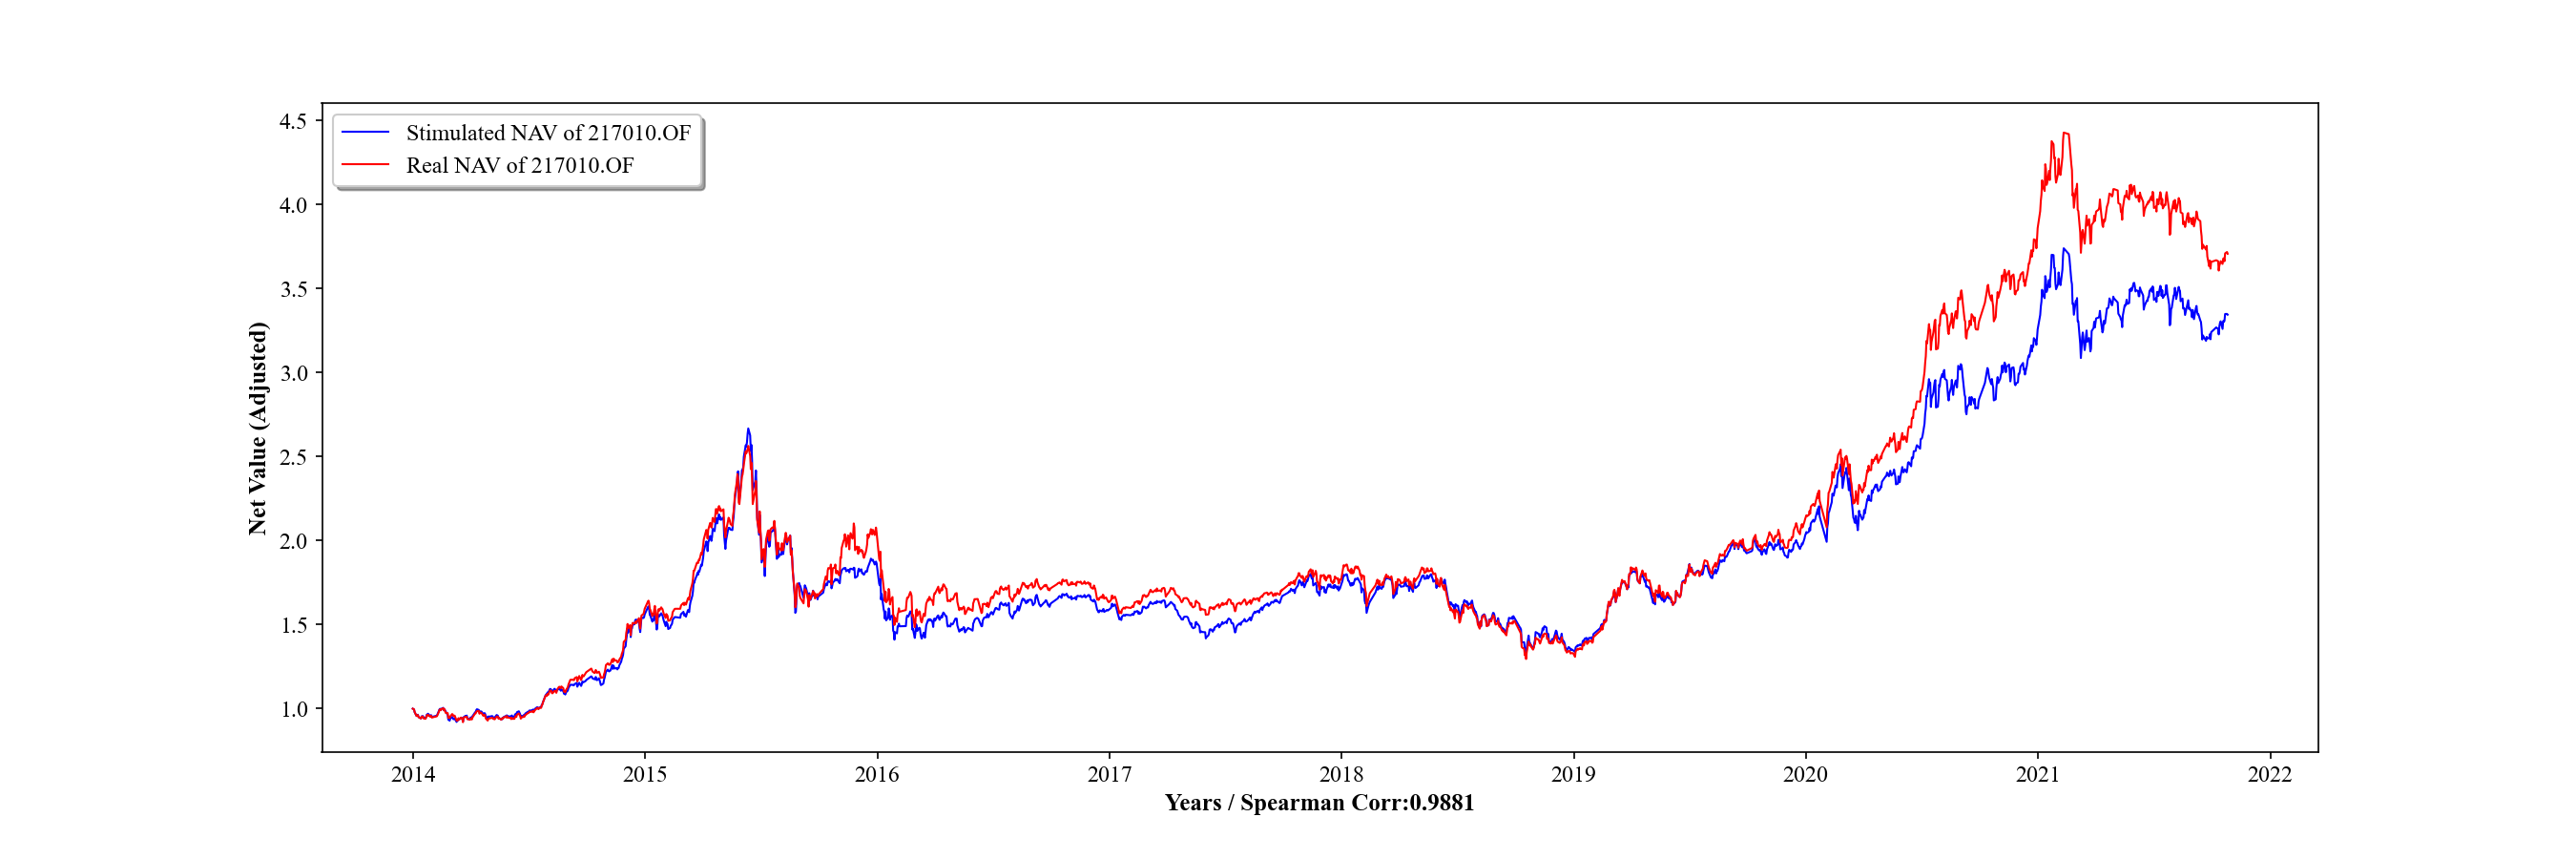 Stimulated NAV of 217010.OF
Real NAV of 217010.OF
4.5
4.0
3.5
3.0
2.5
2.0
1.5
1.0
Net Value (Adjusted)
2014 2015 2016 2017 2018 2019 2020 2021 2022
Years / Spearman Corr:0.9881